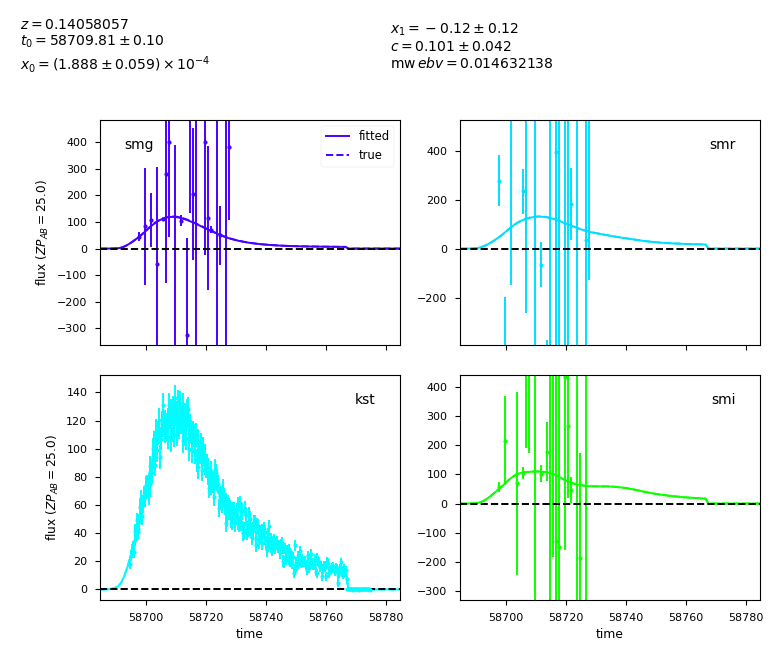 z = 0.14058057
t₀ = 58709.81 ± 0.10
x₀ = (1.888 ± 0.059) × 10⁻⁴
x₁ = −0.12 ± 0.12
c = 0.101 ± 0.042
mw ebv = 0.014632138
smg
fitted
true
400
300
200
100
0
−100
−200
−300
flux (ZP_AB = 25.0)
smr
400
200
0
−200
kst
140
120
100
80
60
40
20
0
flux (ZP_AB = 25.0)
58700 58720 58740 58760 58780
time
smi
400
300
200
100
0
−100
−200
−300
58700 58720 58740 58760 58780
time